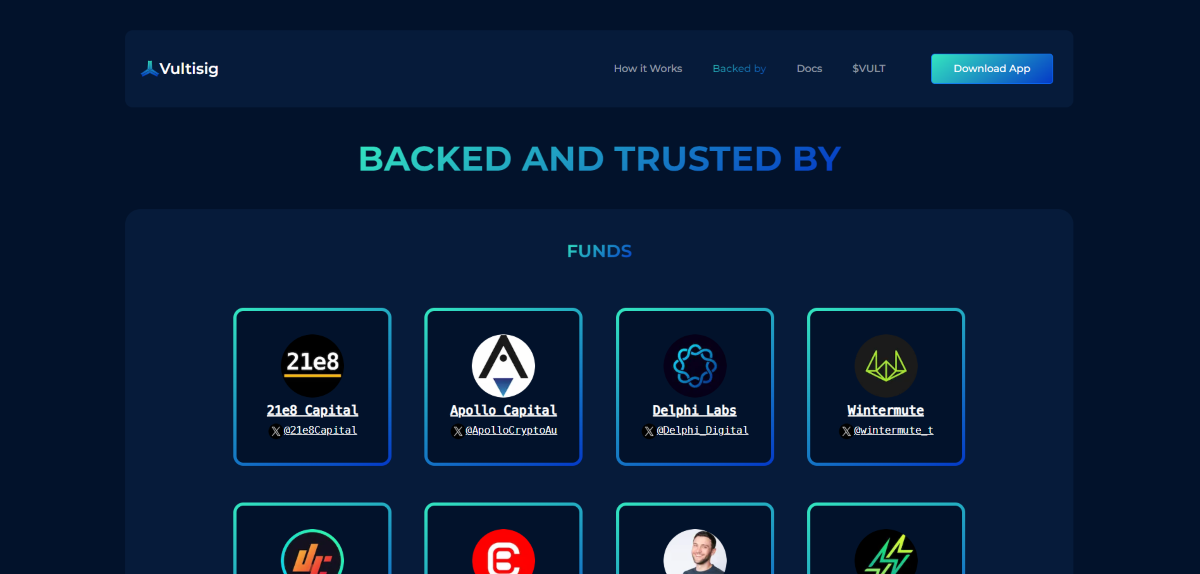 Vultisig
How it Works
Backed by
Docs
$VULT
Download App
BACKED AND TRUSTED BY
FUNDS
21e8
21e8 Capital
@21e8Capital
Apollo Capital
@ApolloCryptoAu
Delphi Labs
@Delphi_Digital
Wintermute
@wintermute_t